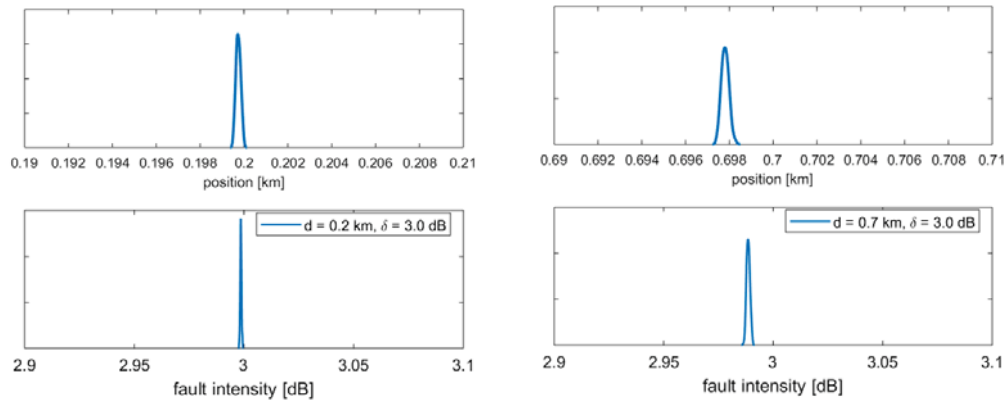 0.19 0.192 0.194 0.196 0.198 0.2 0.202 0.204 0.206 0.208 0.21
position [km]
0.69 0.692 0.694 0.696 0.698 0.7 0.702 0.704 0.706 0.708 0.71
position [km]
d = 0.2 km, δ = 3.0 dB
2.9 2.95 3 3.05 3.1
fault intensity [dB]
d = 0.7 km, δ = 3.0 dB
2.9 2.95 3 3.05 3.1
fault intensity [dB]